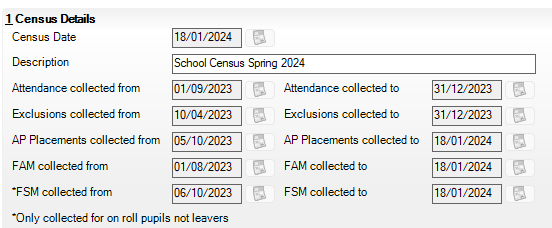 1 Census Details
Census Date 18/01/2024
Description School Census Spring 2024
Attendance collected from 01/09/2023 Attendance collected to 31/12/2023
Exclusions collected from 10/04/2023 Exclusions collected to 31/12/2023
AP Placements collected from 05/10/2023 AP Placements collected to 18/01/2024
FAM collected from 01/08/2023 FAM collected to 18/01/2024
*FSM collected from 06/10/2023 FSM collected to 18/01/2024
*Only collected for on roll pupils not leavers